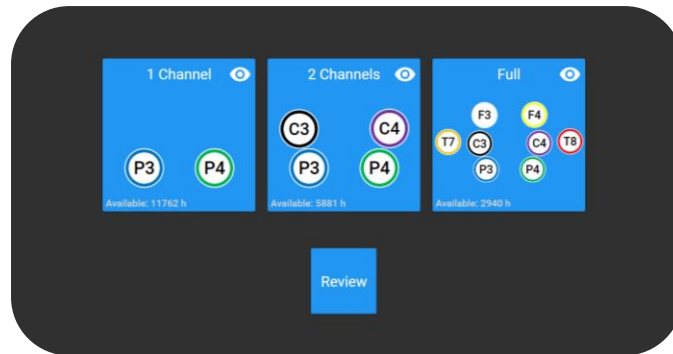 1 Channel
P3 P4
Available: 11762 h
2 Channels
C3 C4
P3 P4
Available: 5881 h
Full
F3 F4
T7 C3 C4 T8
P3 P4
Available: 2940 h
Review